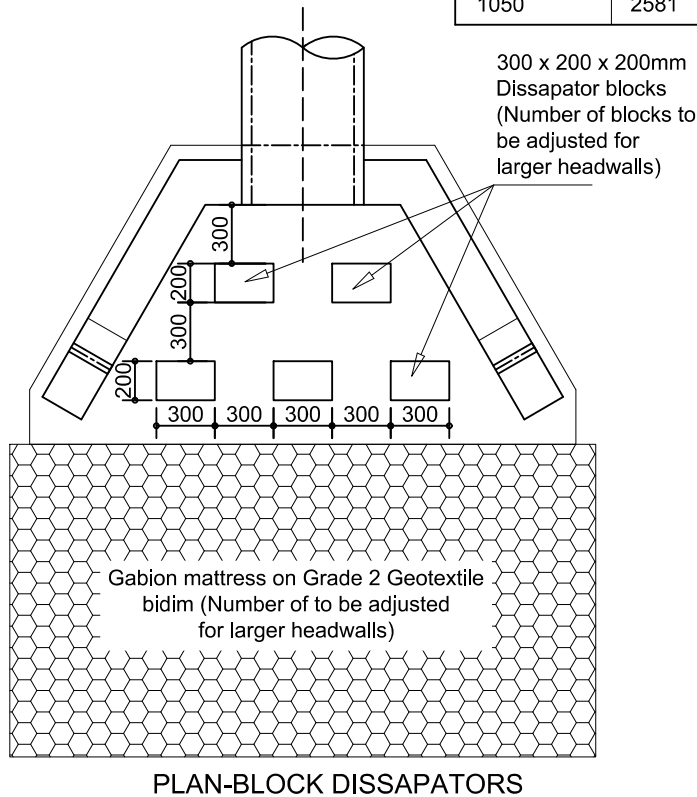 1050 2581
300 x 200 x 200mm
Dissapator blocks
(Number of blocks to
be adjusted for
larger headwalls)
300
200
300
200
300 300 300 300 300
Gabion mattress on Grade 2 Geotextile
bidim (Number of to be adjusted
for larger headwalls)
PLAN-BLOCK DISSAPATORS